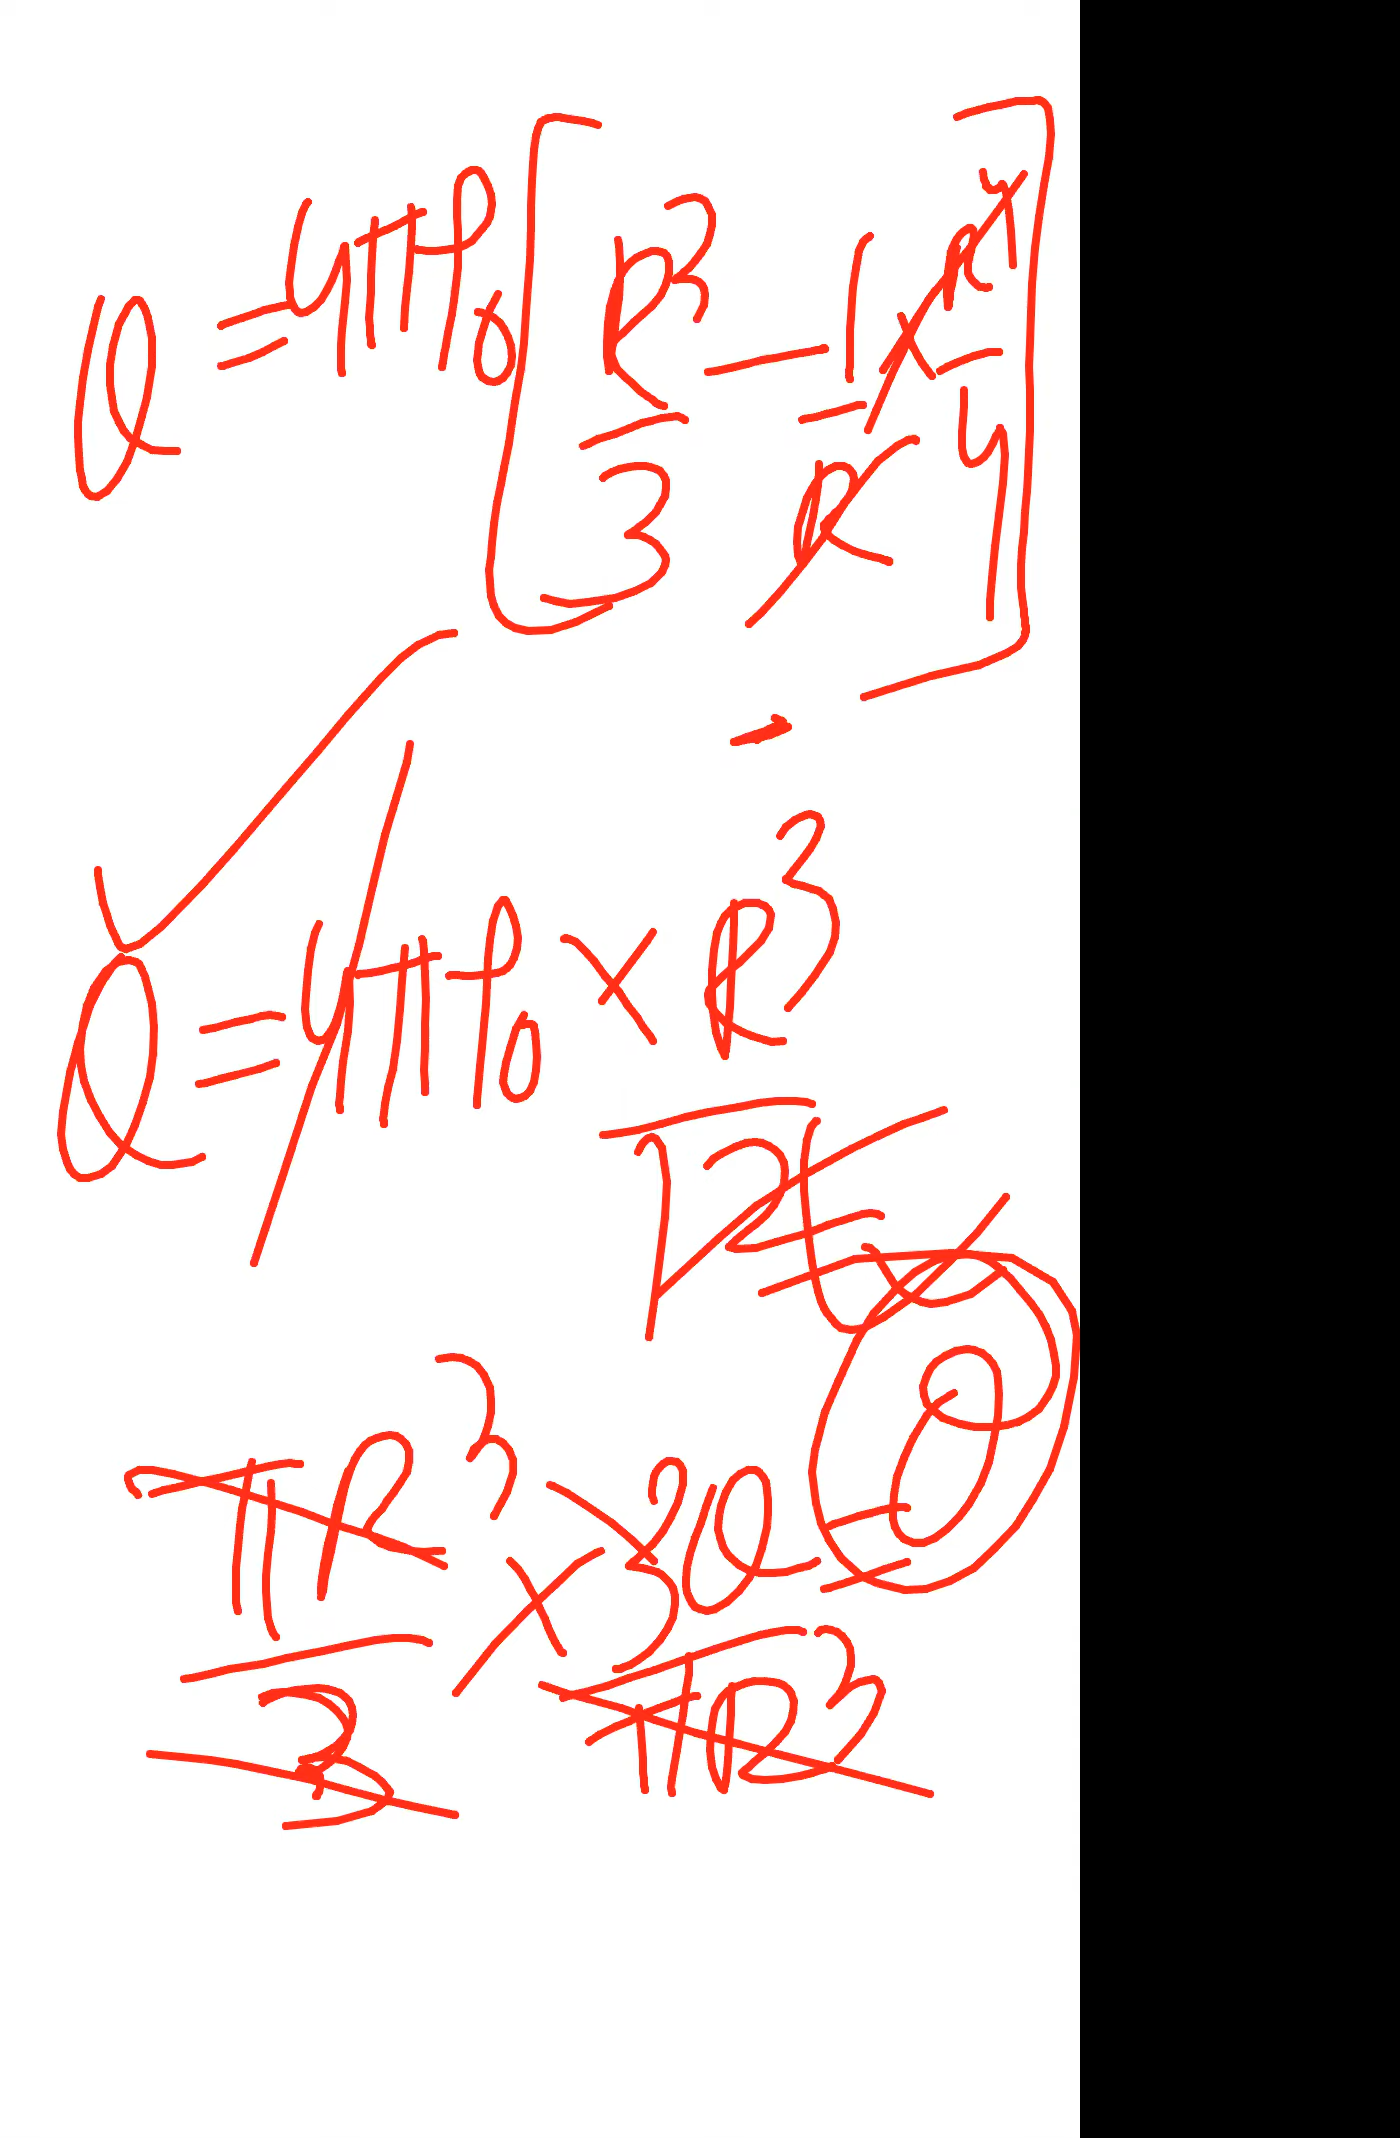 Q = 4πρ₀ [ R³/3 − 1/R × R⁴/4 ]
Q = 4πρ₀ × R³/12
πR³/3 × 3Q/πR³ = Q